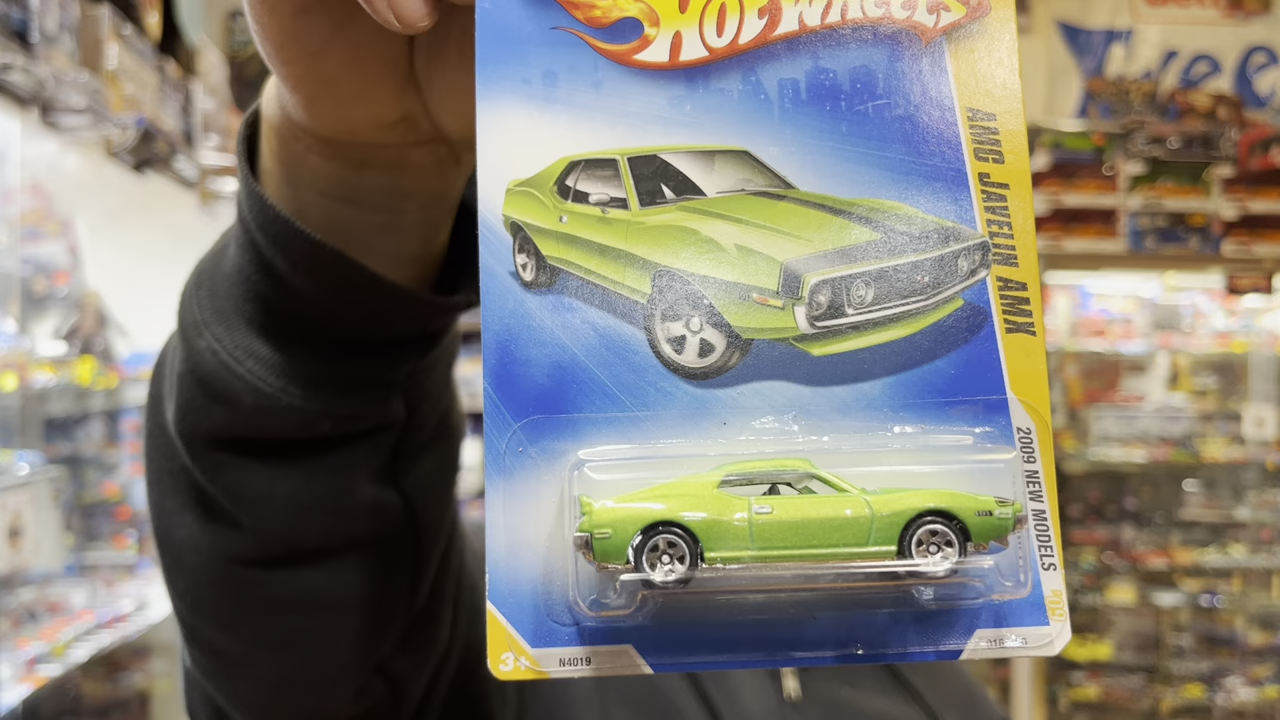 HOT WHEELS
AMC JAVELIN AMX
2009 NEW MODELS
3+
N4019